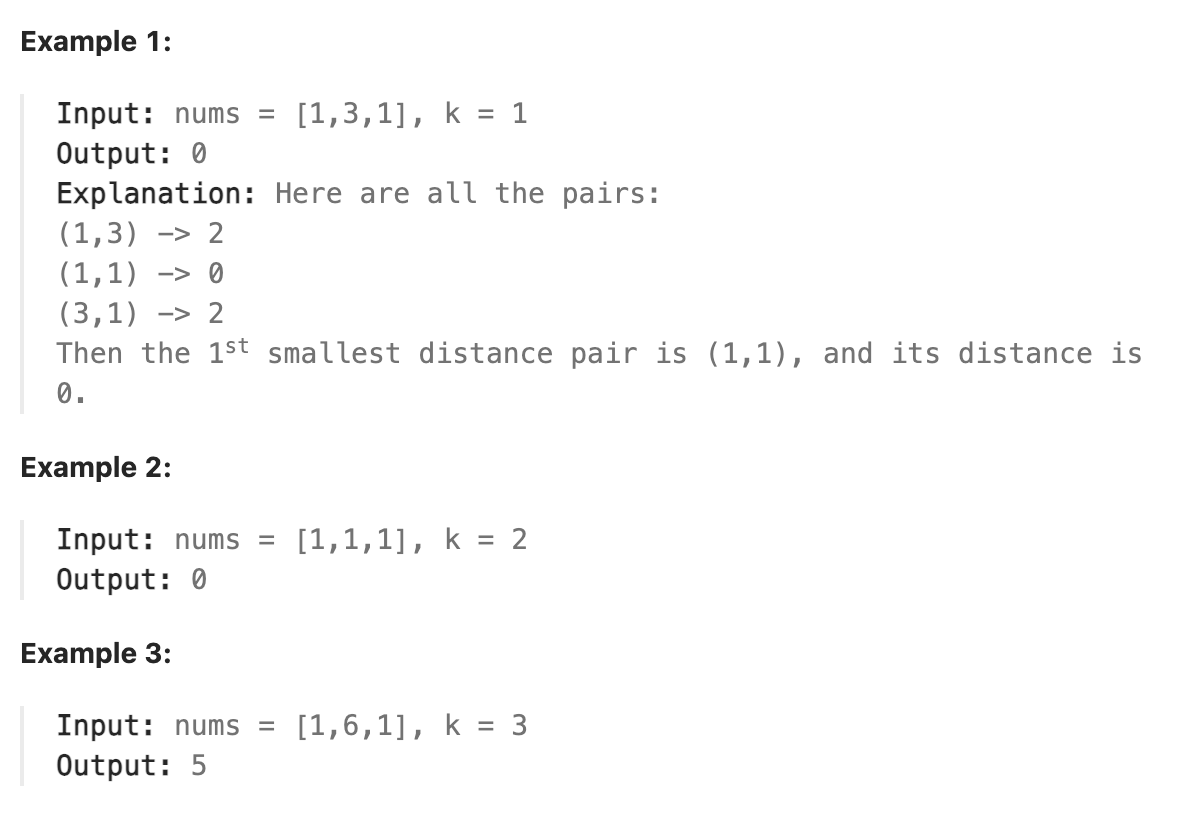 Example 1:
Input: nums = [1,3,1], k = 1
Output: 0
Explanation: Here are all the pairs:
(1,3) -> 2
(1,1) -> 0
(3,1) -> 2
Then the 1st smallest distance pair is (1,1), and its distance is
0.
Example 2:
Input: nums = [1,1,1], k = 2
Output: 0
Example 3:
Input: nums = [1,6,1], k = 3
Output: 5